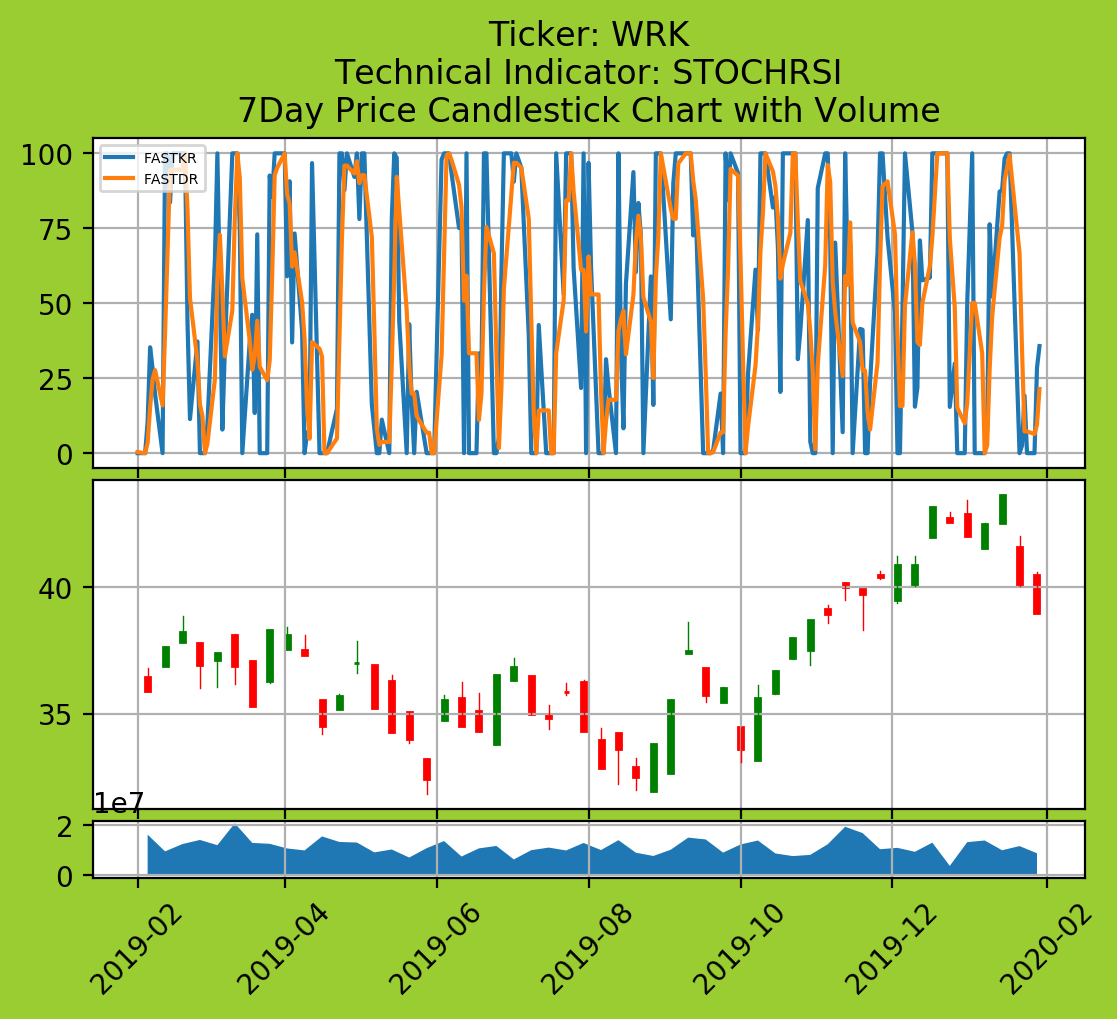 Ticker: WRK
Technical Indicator: STOCHRSI
7Day Price Candlestick Chart with Volume
100
75
50
25
0
FASTKR
FASTDR
40
35
1e7
2
0
2019-02
2019-04
2019-06
2019-08
2019-10
2019-12
2020-02